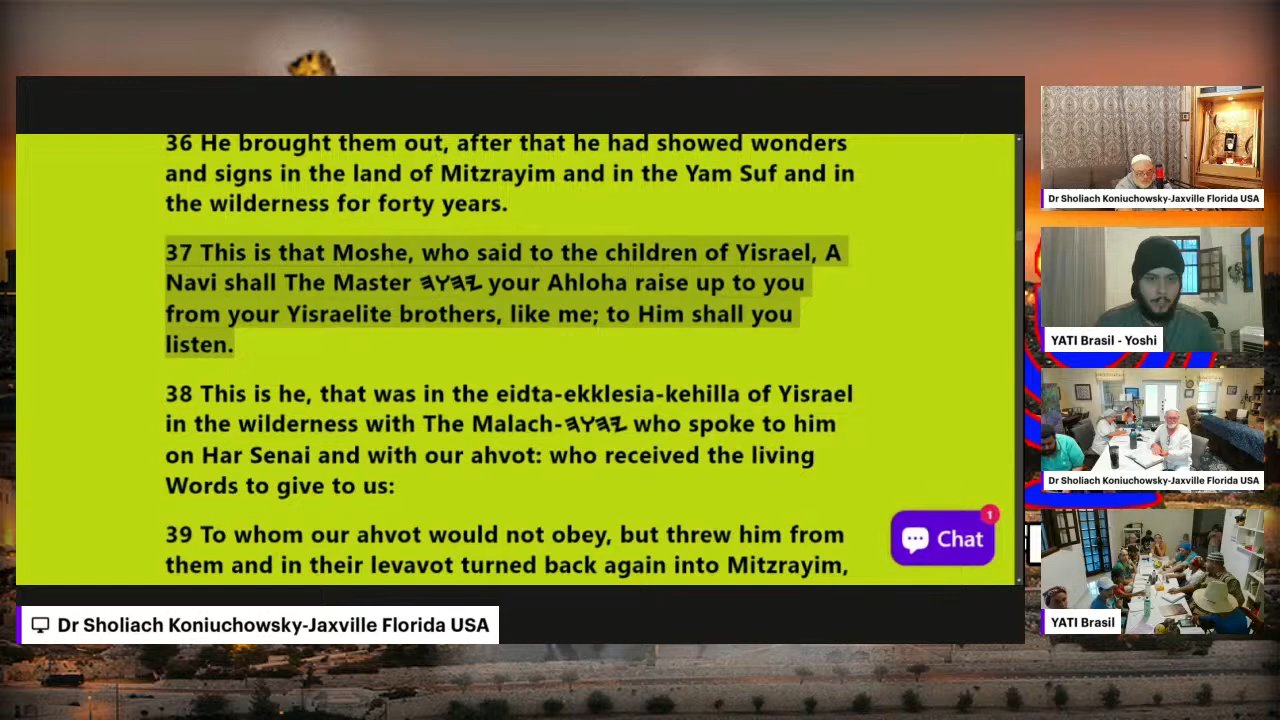 36 He brought them out, after that he had showed wonders
and signs in the land of Mitzrayim and in the Yam Suf and in
the wilderness for forty years.
37 This is that Moshe, who said to the children of Yisrael, A
Navi shall The Master 𐤉𐤄𐤅𐤄 your Ahloha raise up to you
from your Yisraelite brothers, like me; to Him shall you
listen.
38 This is he, that was in the eidta-ekklesia-kehilla of Yisrael
in the wilderness with The Malach-𐤉𐤄𐤅𐤄 who spoke to him
on Har Senai and with our ahvot: who received the living
Words to give to us:
39 To whom our ahvot would not obey, but threw him from
them and in their levavot turned back again into Mitzrayim,
Chat
1
Dr Sholiach Koniuchowsky-Jaxville Florida USA
Dr Sholiach Koniuchowsky-Jaxville Florida USA
YATI Brasil - Yoshi
Dr Sholiach Koniuchowsky-Jaxville Florida USA
YATI Brasil